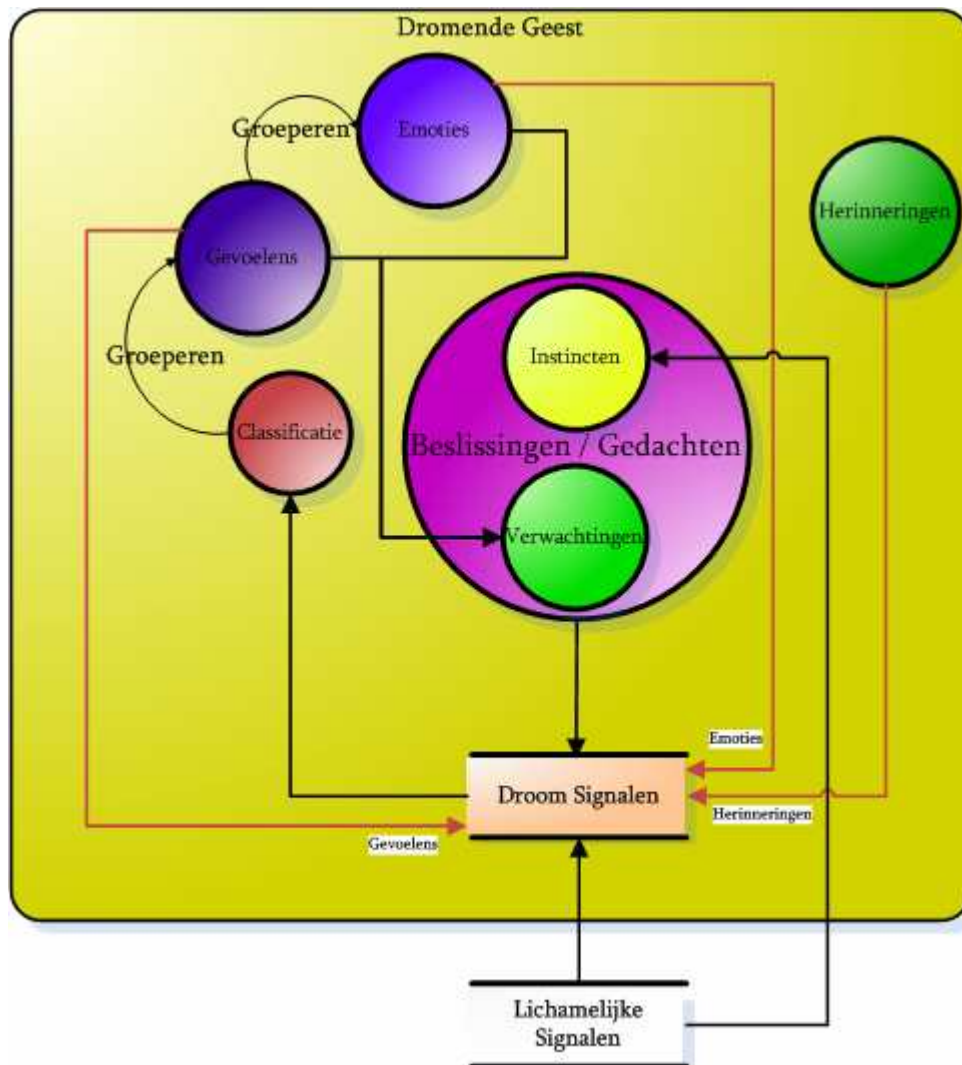 Dromende Geest
Groeperen
Emoties
Herinneringen
Gevoelens
Groeperen
Instincten
Classificatie
Beslissingen / Gedachten
Verwachtingen
Emoties
Droom Signalen
Herinneringen
Gevoelens
Lichamelijke
Signalen